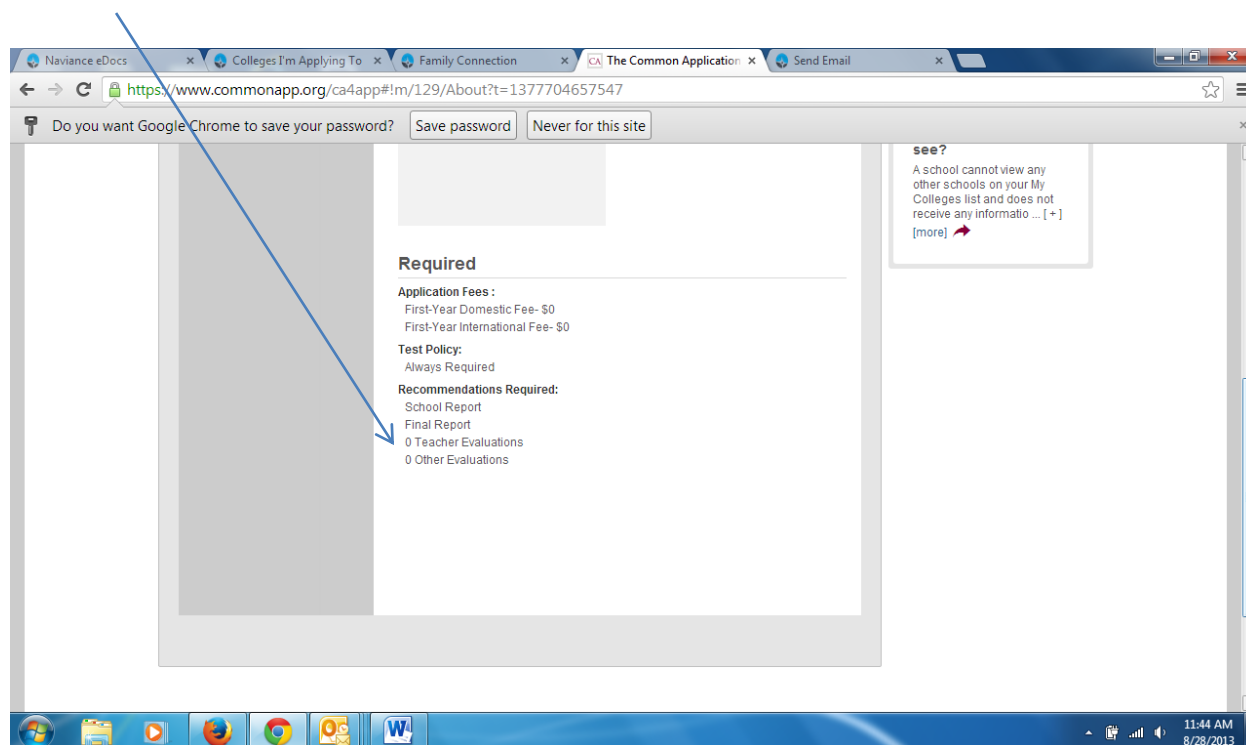 Naviance eDocs
Colleges I'm Applying To
Family Connection
The Common Application
Send Email
https://www.commonapp.org/ca4app#!m/129/About?t=1377704657547
Do you want Google Chrome to save your password? Save password Never for this site
see?
A school cannot view any
other schools on your My
Colleges list and does not
receive any informatio ... [ + ]
[more]
Required
Application Fees :
First-Year Domestic Fee- $0
First-Year International Fee- $0
Test Policy:
Always Required
Recommendations Required:
School Report
Final Report
0 Teacher Evaluations
0 Other Evaluations
11:44 AM
8/28/2013